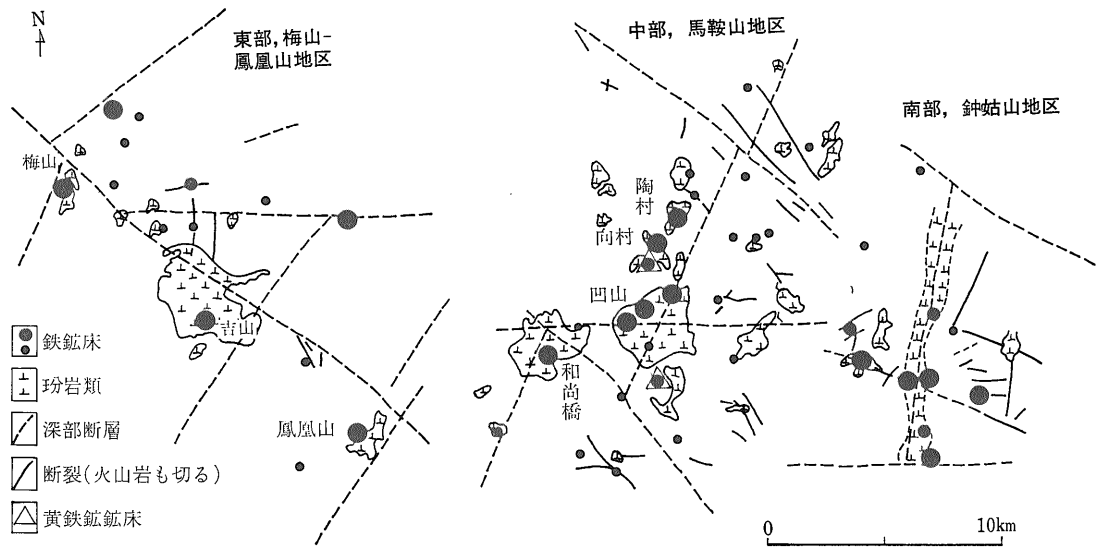 N
東部,梅山−
鳳凰山地区
中部,馬鞍山地区
南部,鈡姑山地区
梅山
陶村
向村
凹山
吉山
和尚橋
鳳凰山
鉄鉱床
玢岩類
深部断層
断裂(火山岩も切る)
黄鉄鉱鉱床
0
10km